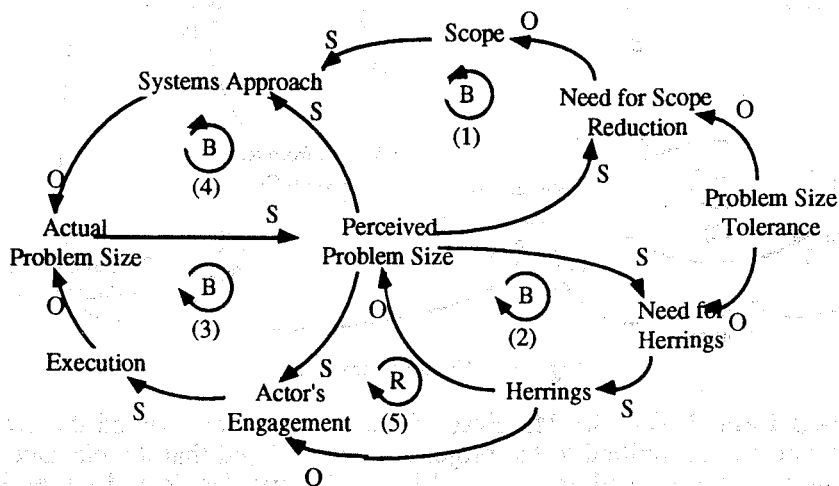 O
Scope
S
Systems Approach
B
(1)
Need for Scope
Reduction
O
S
B
(4)
S
O
S
Problem Size
Tolerance
Actual
Problem Size
Perceived
Problem Size
S
B
(3)
O
O
B
(2)
Need for
Herrings
O
Execution
S
R
(5)
S
Actor's
Engagement
Herrings
S
O